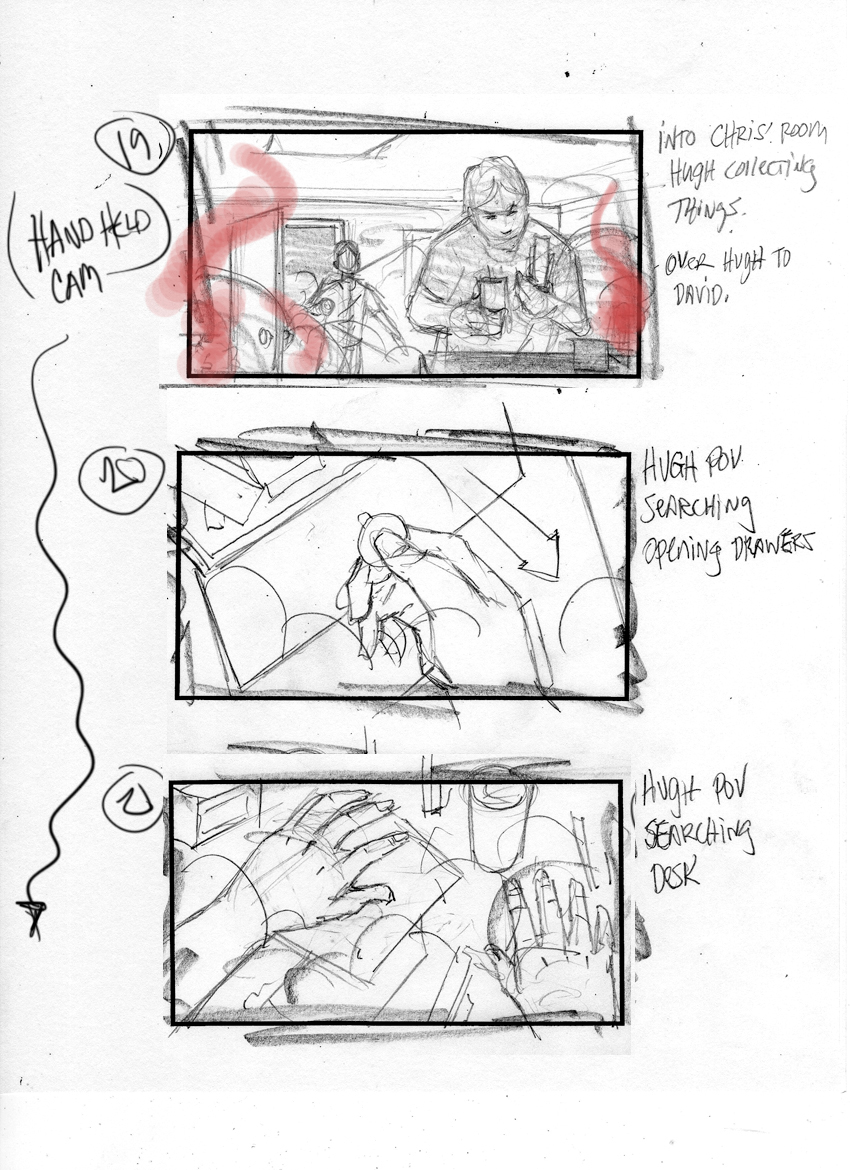 19.
INTO CHRIS' ROOM
HUGH COLLECTING
THINGS.
OVER HUGH TO
DAVID.
(HAND HELD
CAM)
20
HUGH POV
SEARCHING
OPENING DRAWERS
21
HUGH POV
SEARCHING
DESK